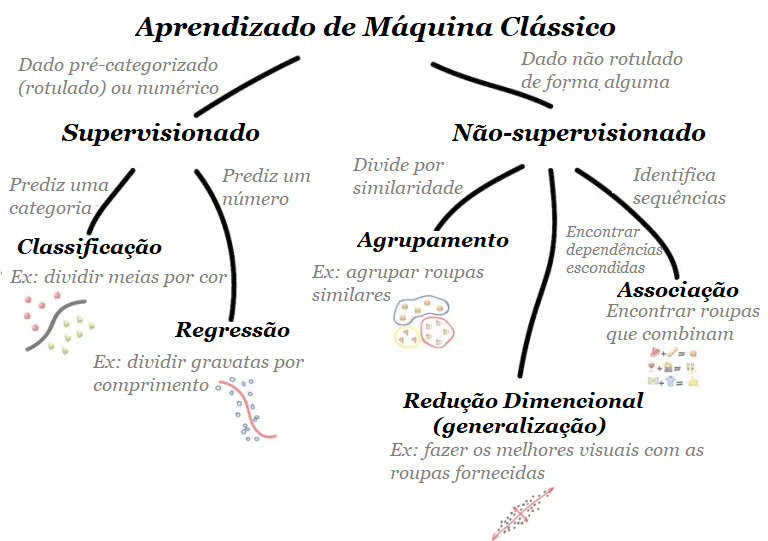 Aprendizado de Máquina Clássico
Dado pré-categorizado
(rotulado) ou numérico
Dado não rotulado
de forma alguma
Supervisionado
Não-supervisionado
Prediz uma
categoria
Prediz um
número
Divide por
similaridade
Identifica
sequências
Encontrar
dependências
escondidas
Classificação
Ex: dividir meias por cor
Agrupamento
Ex: agrupar roupas
similares
Associação
Encontrar roupas
que combinam
Regressão
Ex: dividir gravatas por
comprimento
Redução Dimencional
(generalização)
Ex: fazer os melhores visuais com as
roupas fornecidas